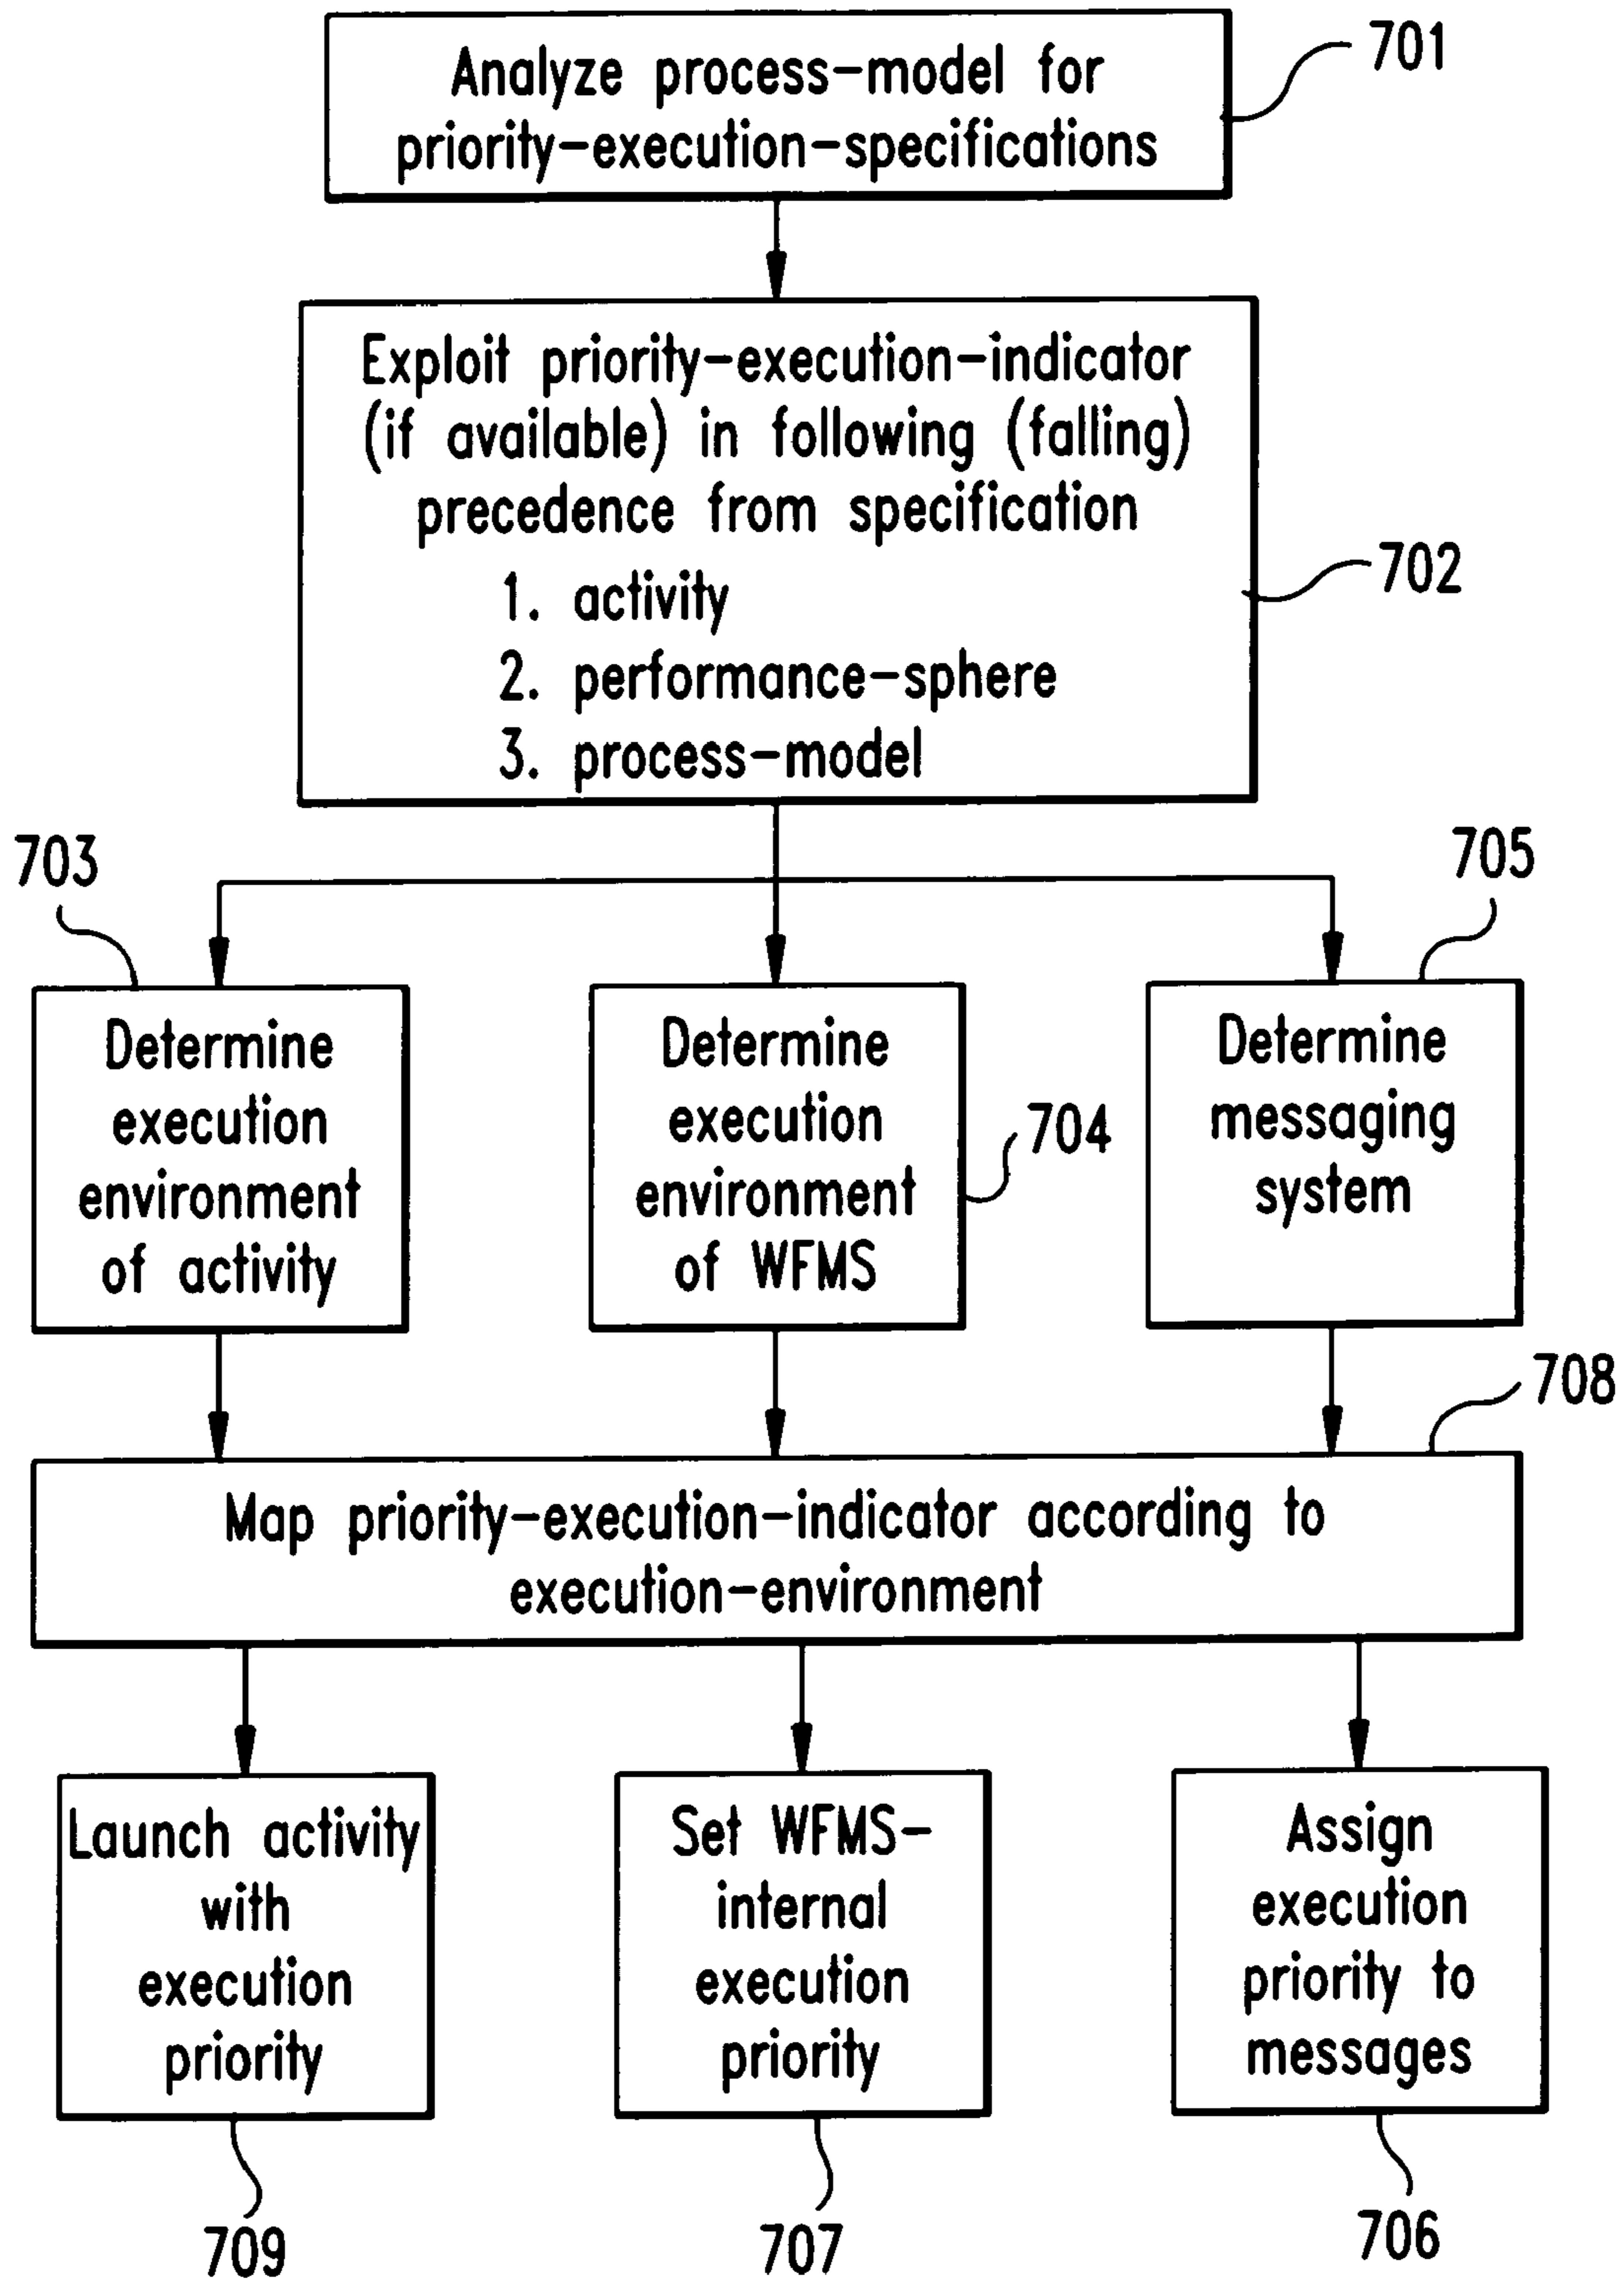 Analyze process-model for
priority-execution-specifications
701
Exploit priority-execution-indicator
(if available) in following (falling)
precedence from specification
1. activity
2. performance-sphere
3. process-model
702
703
705
Determine
execution
environment
of activity
Determine
execution
environment
of WFMS
704
Determine
messaging
system
708
Map priority-execution-indicator according to
execution-environment
Launch activity
with
execution
priority
Set WFMS-
internal
execution
priority
Assign
execution
priority to
messages
709
707
706